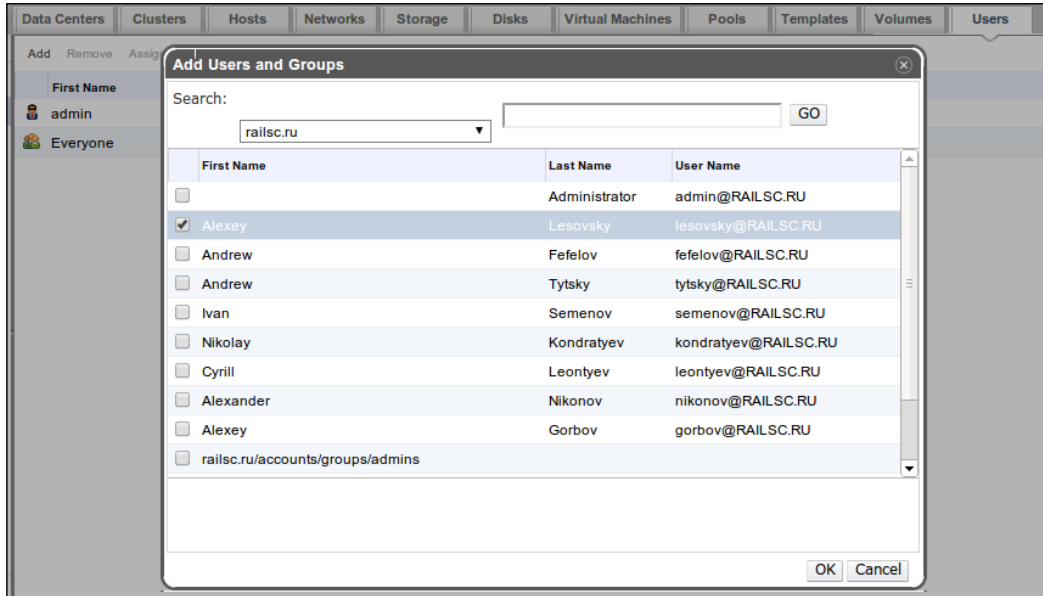 Data Centers Clusters Hosts Networks Storage Disks Virtual Machines Pools Templates Volumes Users
Add Remove Assig
Add Users and Groups
First Name
admin
Everyone
Search:
railsc.ru GO
First Name Last Name User Name
Administrator admin@RAILSC.RU
Alexey Lesovsky lesovsky@RAILSC.RU
Andrew Fefelov fefelov@RAILSC.RU
Andrew Tytsky tytsky@RAILSC.RU
Ivan Semenov semenov@RAILSC.RU
Nikolay Kondratyev kondratyev@RAILSC.RU
Cyrill Leontyev leontyev@RAILSC.RU
Alexander Nikonov nikonov@RAILSC.RU
Alexey Gorbov gorbov@RAILSC.RU
railsc.ru/accounts/groups/admins
OK Cancel